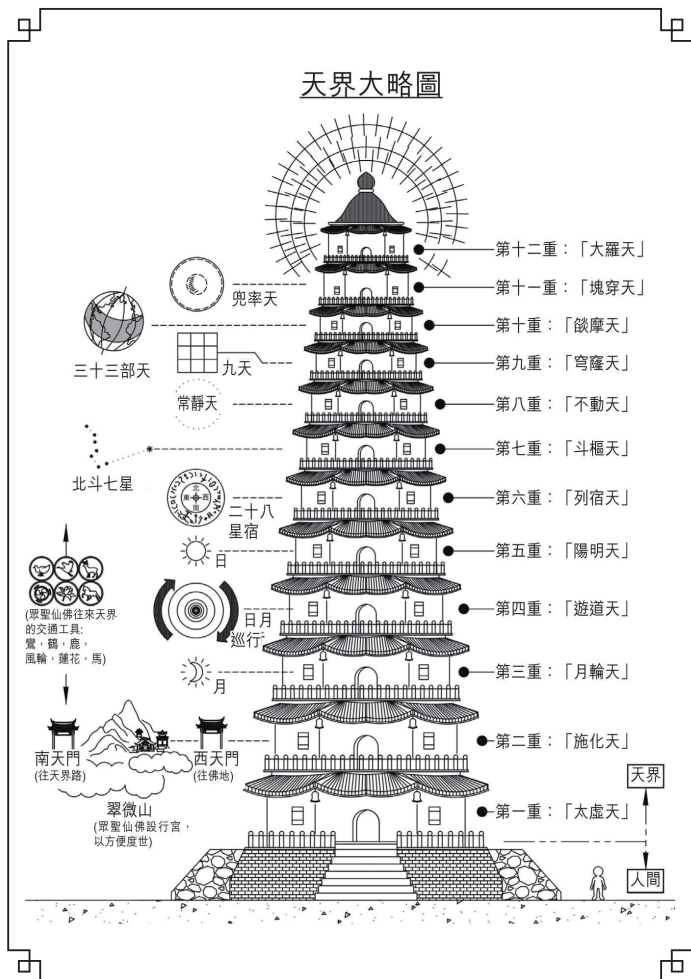 天界大略圖
第十二重：「大羅天」
兜率天
第十一重：「塊穿天」
三十三部天
第十重：「燄摩天」
九天
第九重：「穹窿天」
常靜天
第八重：「不動天」
北斗七星
第七重：「斗樞天」
北
東 西
南
二十八
星宿
第六重：「列宿天」
日
第五重：「陽明天」
(眾聖仙佛往來天界
的交通工具:
鸞，鶴，鹿，
風輪，蓮花，馬)
日月
巡行
第四重：「遊道天」
月
第三重：「月輪天」
南天門
(往天界路)
西天門
(往佛地)
第二重：「施化天」
翠微山
(眾聖仙佛設行宮，
以方便度世)
第一重：「太虛天」
天界
人間